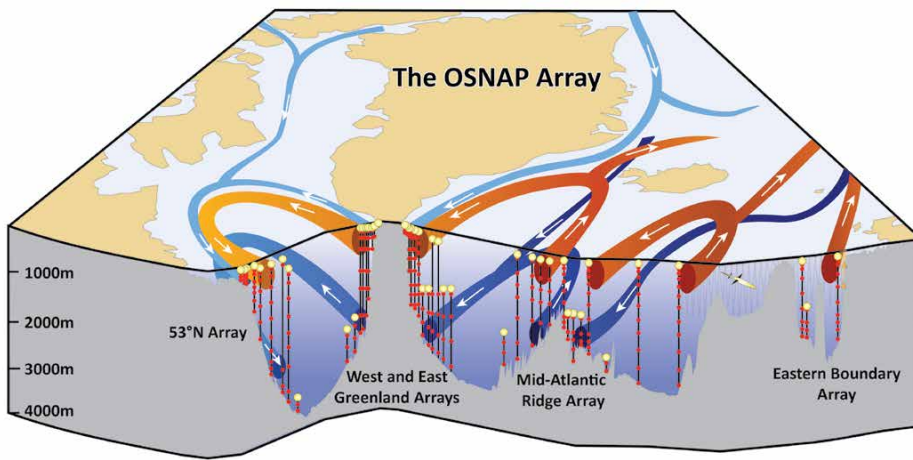 The OSNAP Array
1000m
2000m
3000m
4000m
53°N Array
West and East
Greenland Arrays
Mid-Atlantic
Ridge Array
Eastern Boundary
Array